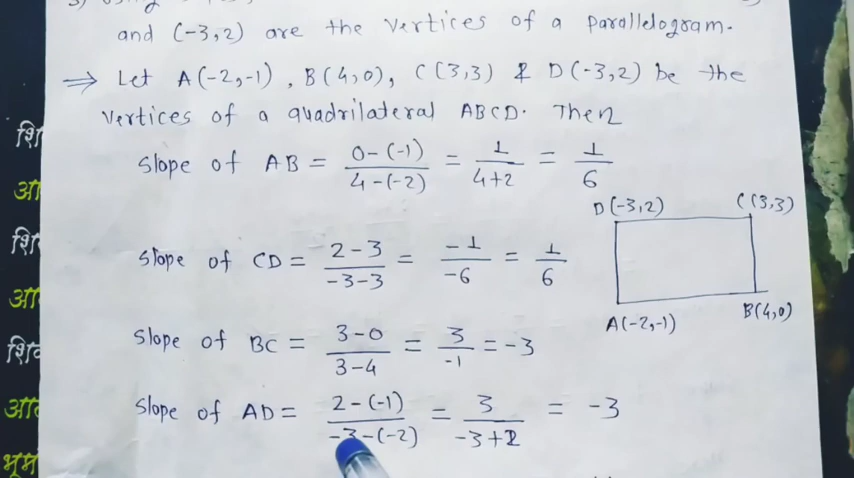 and (-3,2) are the vertices of a parallelogram.
⇒ Let A(-2,-1), B(4,0), C(3,3) & D(-3,2) be the
vertices of a quadrilateral ABCD. Then
slope of AB = 0-(-1)/4-(-2) = 1/4+2 = 1/6
D(-3,2) C(3,3)
slope of CD = 2-3/-3-3 = -1/-6 = 1/6
A(-2,-1) B(4,0)
slope of BC = 3-0/3-4 = 3/-1 = -3
slope of AD = 2-(-1)/-3-(-2) = 3/-3+2 = -3